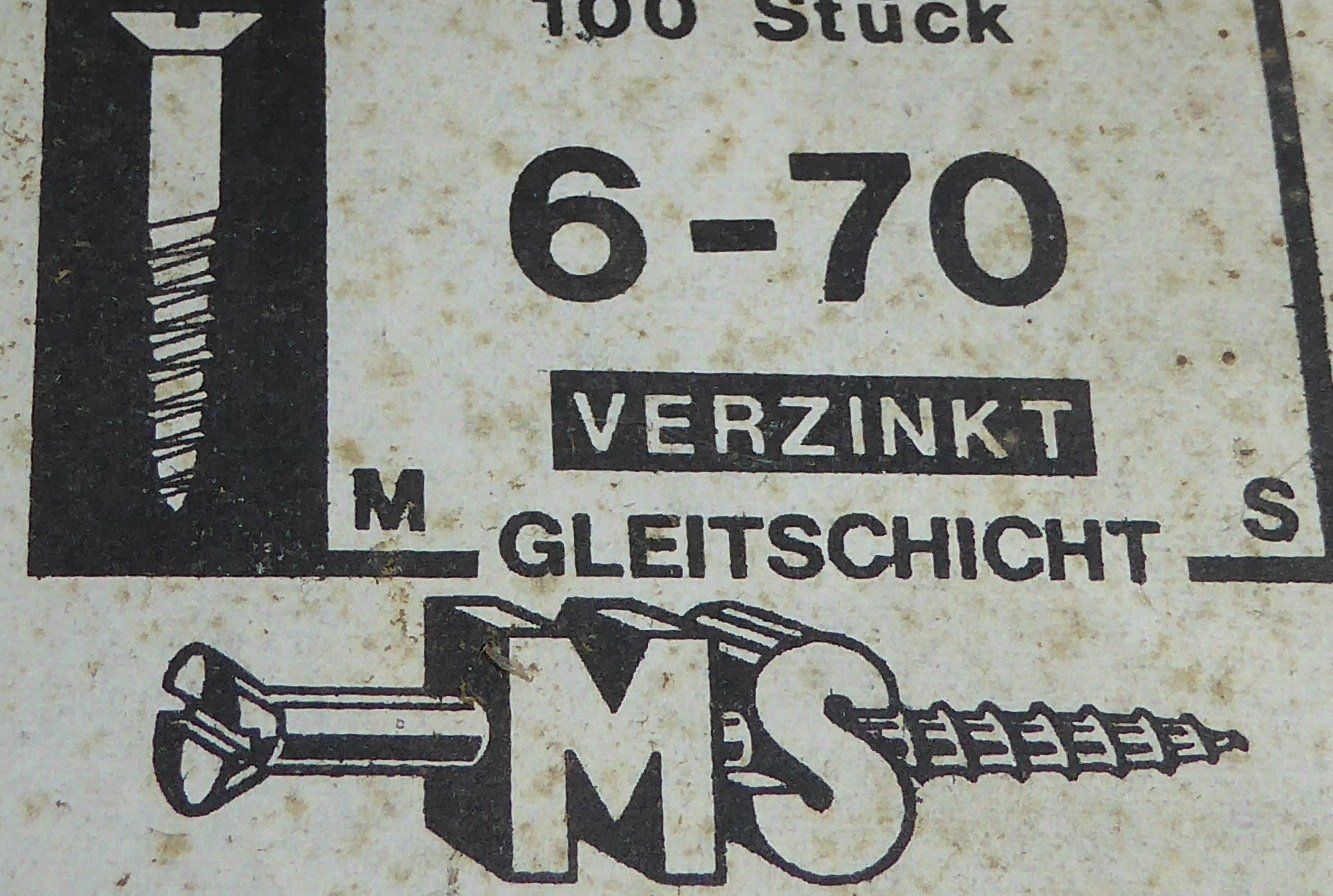 100 Stück
6-70
VERZINKT
M S
GLEITSCHICHT
MS